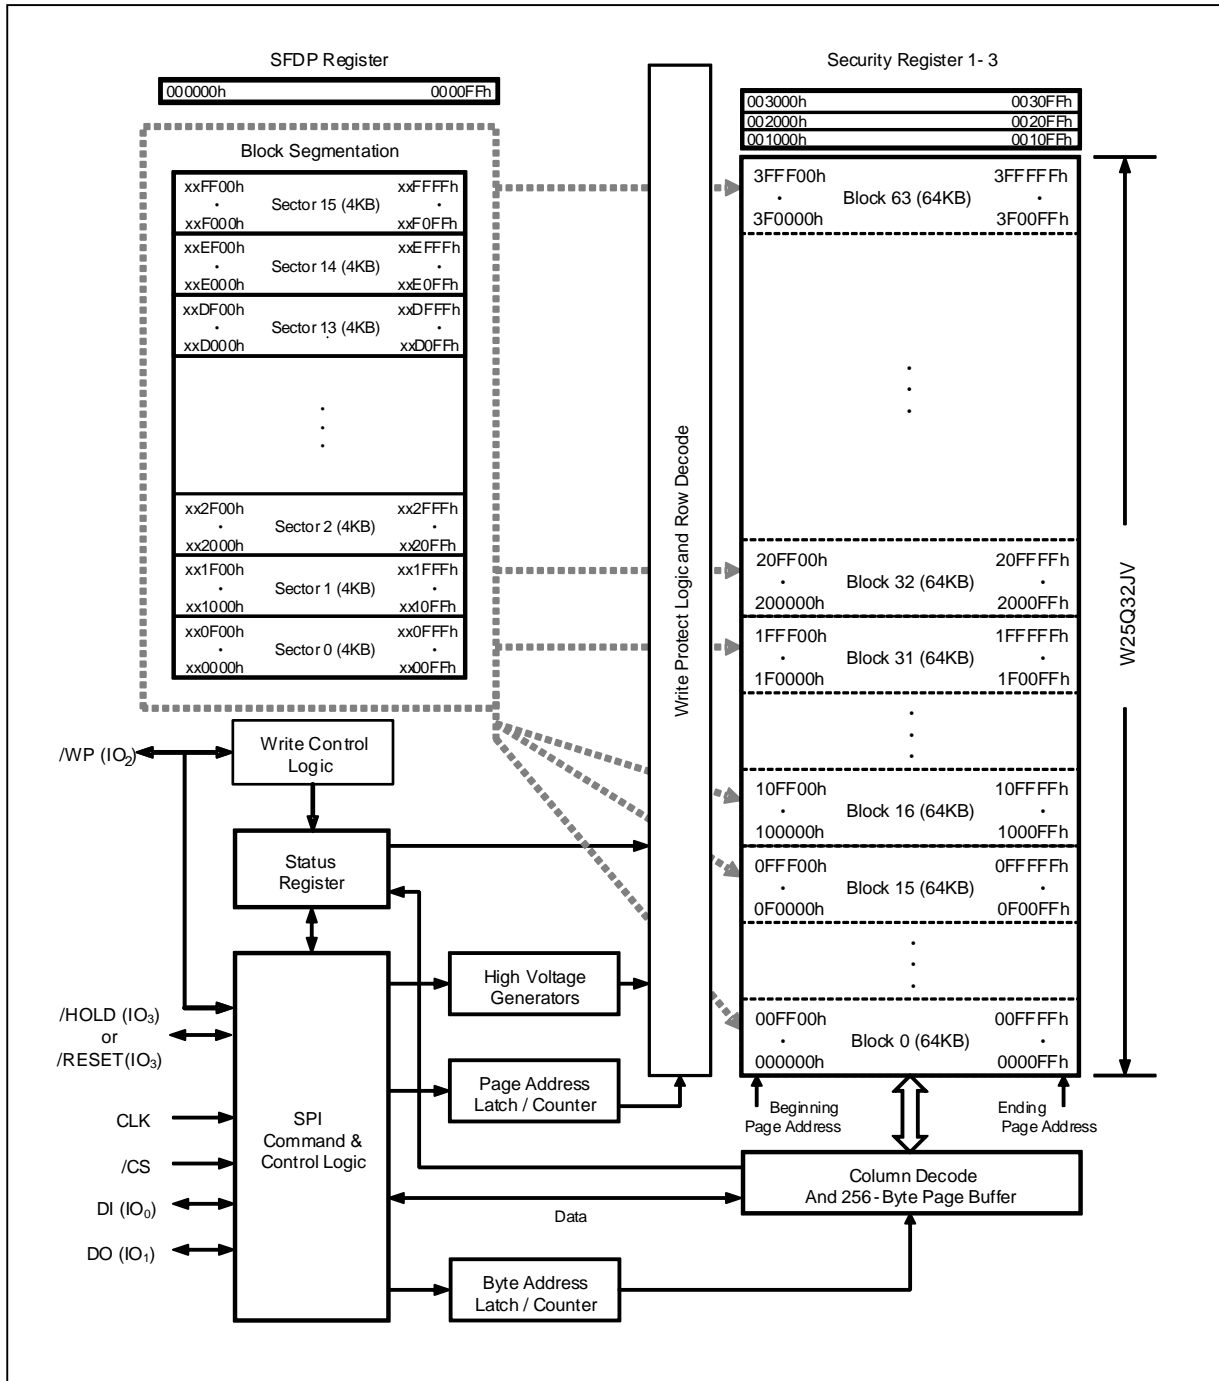 SFDP Register
000000h 0000FFh
Block Segmentation
xxFF00h xxFFFFh
· Sector 15 (4KB) ·
xxF000h xxF0FFh
xxEF00h xxEFFFh
· Sector 14 (4KB) ·
xxE000h xxE0FFh
xxDF00h xxDFFFh
· Sector 13 (4KB) ·
xxD000h xxD0FFh
xx2F00h xx2FFFh
· Sector 2 (4KB) ·
xx2000h xx20FFh
xx1F00h xx1FFFh
· Sector 1 (4KB) ·
xx1000h xx10FFh
xx0F00h xx0FFFh
· Sector 0 (4KB) ·
xx0000h xx00FFh
Write Protect Logic and Row Decode
Security Register 1- 3
003000h 0030FFh
002000h 0020FFh
001000h 0010FFh
3FFF00h 3FFFFFh
· Block 63 (64KB) ·
3F0000h 3F00FFh
20FF00h 20FFFFh
· Block 32 (64KB) ·
200000h 2000FFh
1FFF00h 1FFFFFh
· Block 31 (64KB) ·
1F0000h 1F00FFh
10FF00h 10FFFFh
· Block 16 (64KB) ·
100000h 1000FFh
0FFF00h 0FFFFFh
· Block 15 (64KB) ·
0F0000h 0F00FFh
00FF00h 00FFFFh
· Block 0 (64KB) ·
000000h 0000FFh
W25Q32JV
Beginning
Page Address
Ending
Page Address
/WP (IO2)
Write Control
Logic
Status
Register
/HOLD (IO3)
or
/RESET(IO3)
CLK
/CS
DI (IO0)
DO (IO1)
SPI
Command &
Control Logic
High Voltage
Generators
Page Address
Latch / Counter
Column Decode
And 256-Byte Page Buffer
Data
Byte Address
Latch / Counter